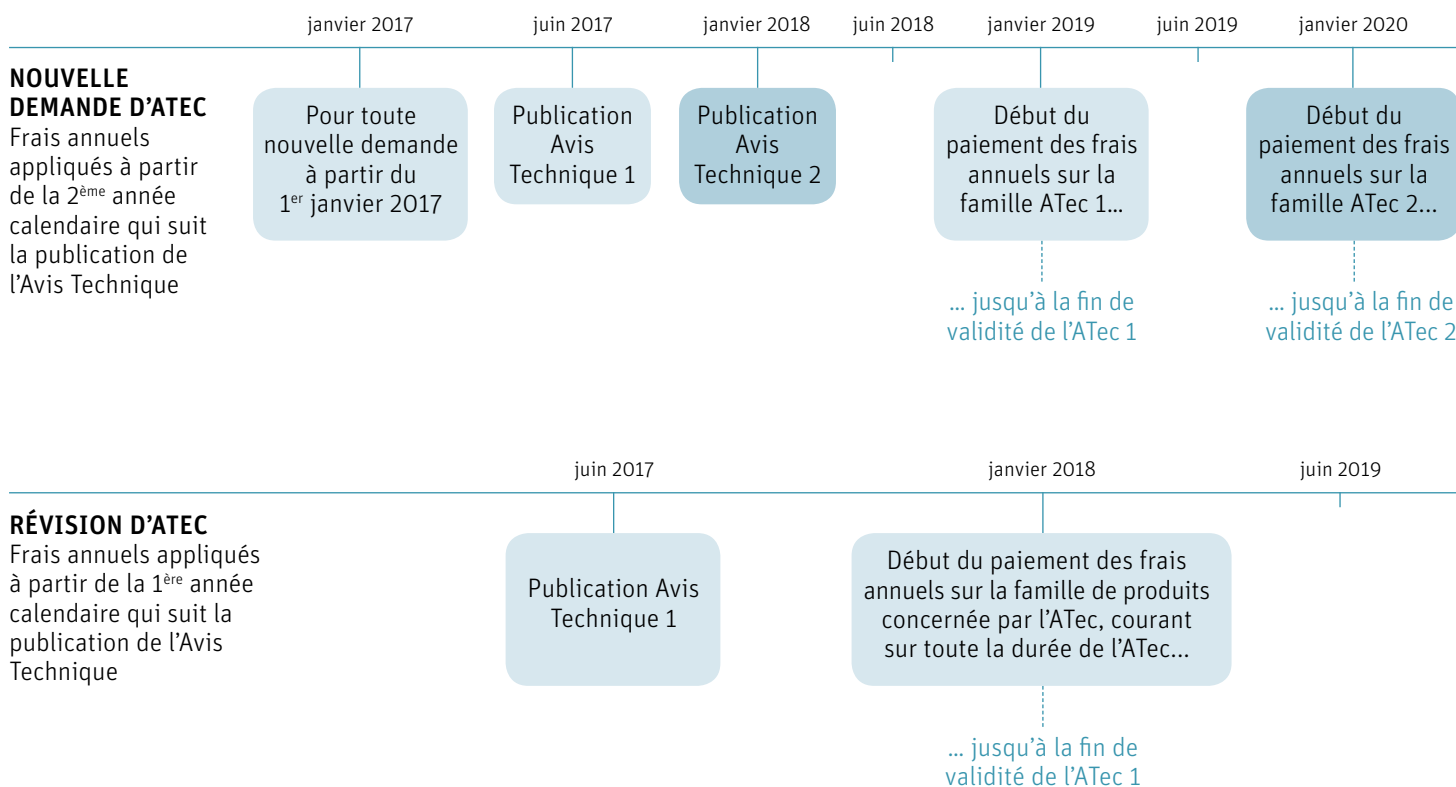 janvier 2017
juin 2017
janvier 2018
juin 2018
janvier 2019
juin 2019
janvier 2020
NOUVELLE
DEMANDE D'ATEC
Frais annuels
appliqués à partir
de la 2ème année
calendaire qui suit
la publication de
l'Avis Technique
Pour toute
nouvelle demande
à partir du
1er janvier 2017
Publication
Avis
Technique 1
Publication
Avis
Technique 2
Début du
paiement des frais
annuels sur la
famille ATec 1...
... jusqu'à la fin de
validité de l'ATec 1
Début du
paiement des frais
annuels sur la
famille ATec 2...
... jusqu'à la fin de
validité de l'ATec 2
juin 2017
janvier 2018
juin 2019
RÉVISION D'ATEC
Frais annuels appliqués
à partir de la 1ère année
calendaire qui suit la
publication de l'Avis
Technique
Publication Avis
Technique 1
Début du paiement des frais
annuels sur la famille de produits
concernée par l'ATec, courant
sur toute la durée de l'ATec...
... jusqu'à la fin de
validité de l'ATec 1